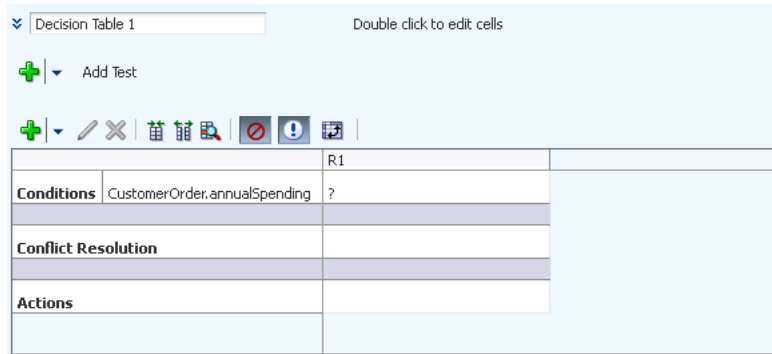 Decision Table 1 Double click to edit cells
Add Test
R1
Conditions CustomerOrder.annualSpending ?
Conflict Resolution
Actions